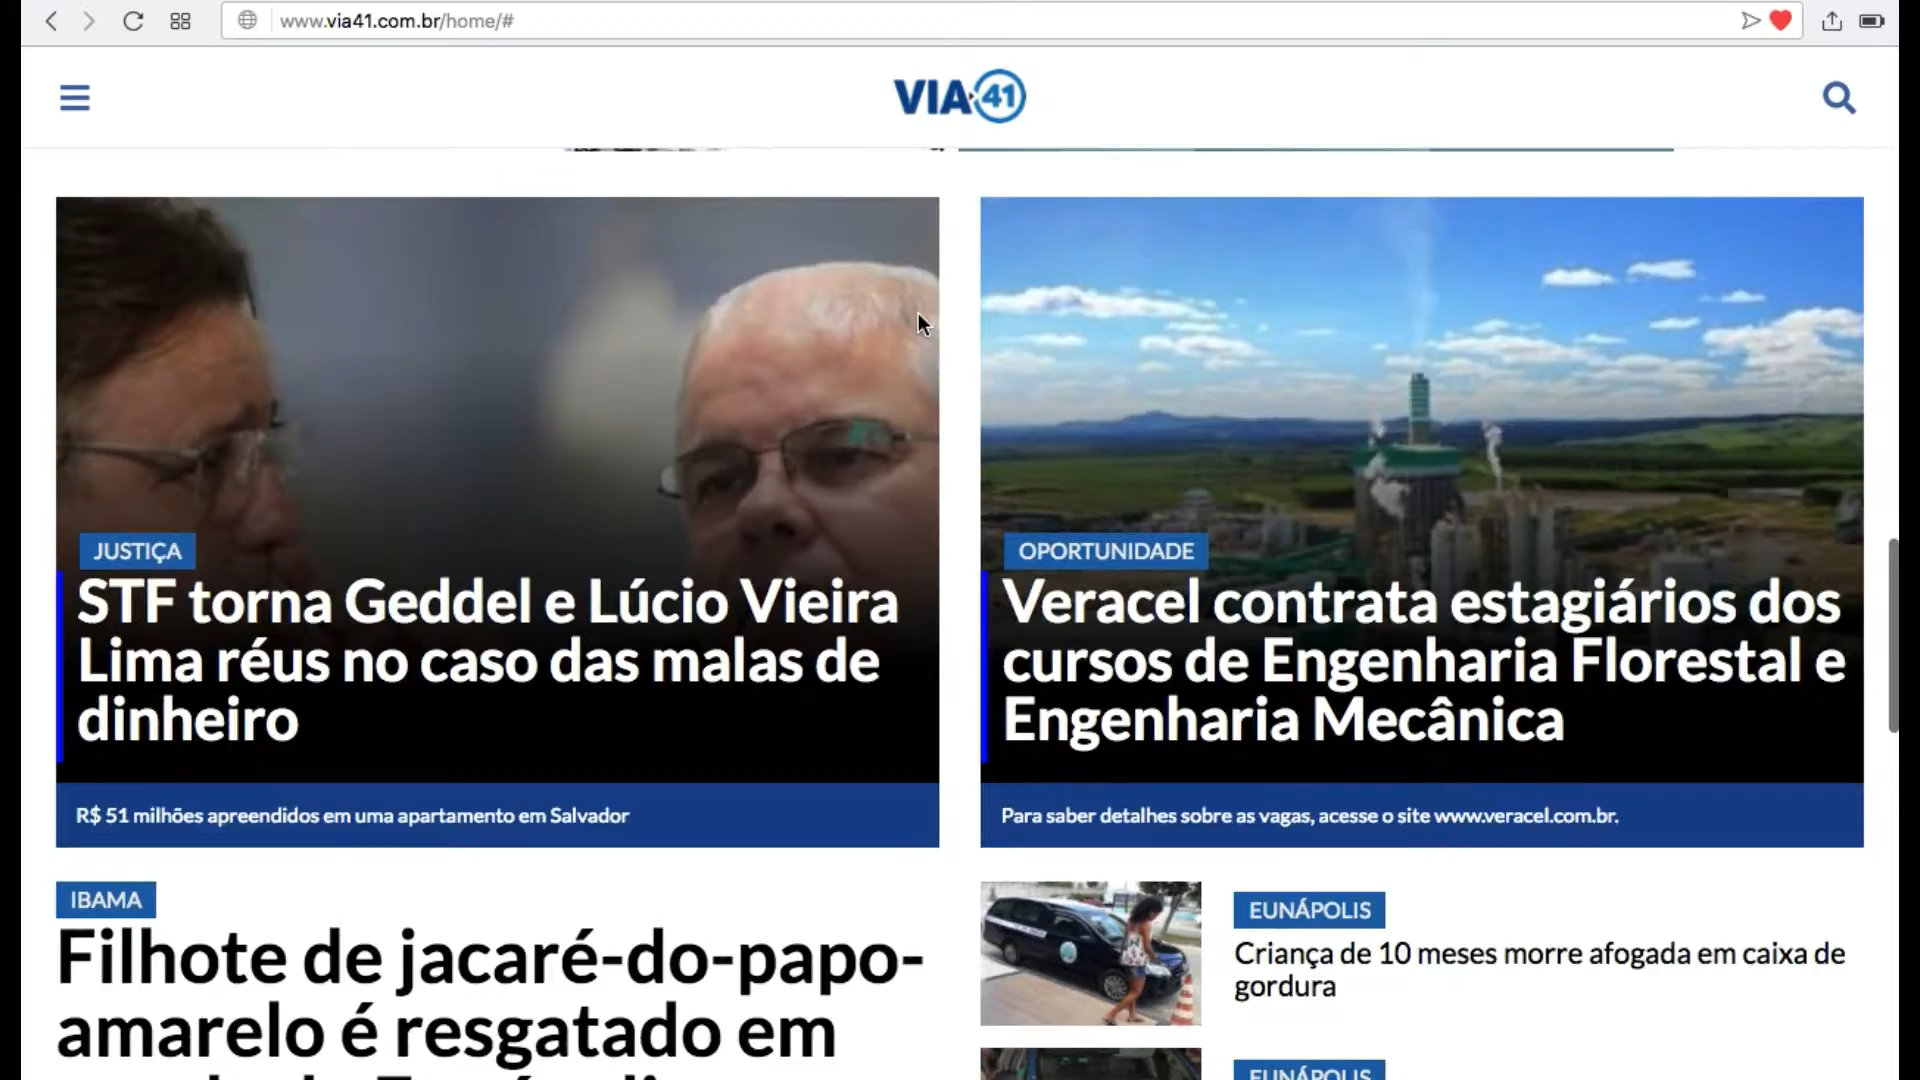 www.via41.com.br/home/#
VIA 41
JUSTIÇA
STF torna Geddel e Lúcio Vieira
Lima réus no caso das malas de
dinheiro
R$ 51 milhões apreendidos em uma apartamento em Salvador
OPORTUNIDADE
Veracel contrata estagiários dos
cursos de Engenharia Florestal e
Engenharia Mecânica
Para saber detalhes sobre as vagas, acesse o site www.veracel.com.br.
IBAMA
Filhote de jacaré-do-papo-
amarelo é resgatado em
EUNÁPOLIS
Criança de 10 meses morre afogada em caixa de
gordura
EUNÁPOLIS